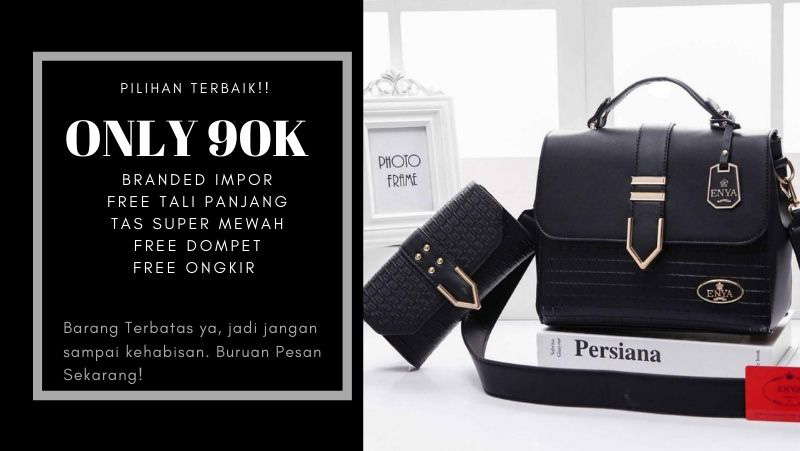 PILIHAN TERBAIK!!
ONLY 90K
BRANDED IMPOR
FREE TALI PANJANG
TAS SUPER MEWAH
FREE DOMPET
FREE ONGKIR
Barang Terbatas ya, jadi jangan
sampai kehabisan. Buruan Pesan
Sekarang!
PHOTO
FRAME
ENYA
ENYA
Persiana
ENYA